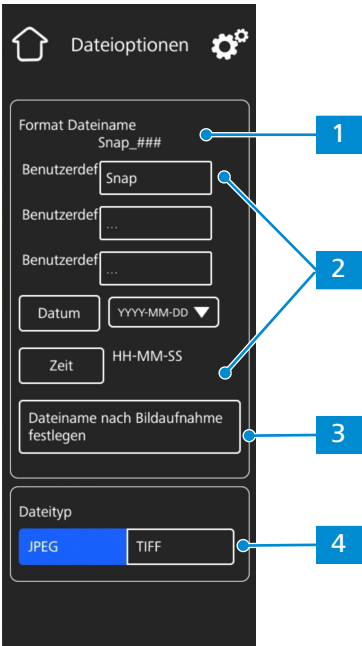 Dateioptionen
Format Dateiname
Snap_###
1
Benutzerdef
Snap
2
Benutzerdef
...
Benutzerdef
...
Datum
YYYY-MM-DD
Zeit
HH-MM-SS
Dateiname nach Bildaufnahme
festlegen
3
Dateityp
JPEG
TIFF
4